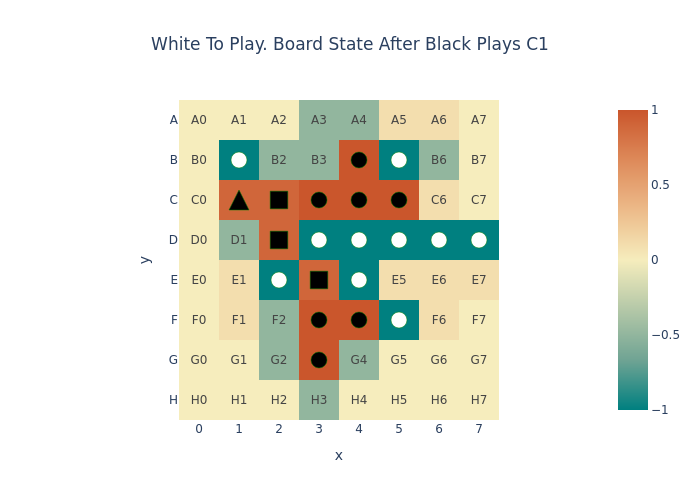 White To Play. Board State After Black Plays C1
A A0 A1 A2 A3 A4 A5 A6 A7
B B0 B2 B3 B6 B7
C C0 C6 C7
D D0 D1
E E0 E1 E5 E6 E7
F F0 F1 F2 F6 F7
G G0 G1 G2 G4 G5 G6 G7
H H0 H1 H2 H3 H4 H5 H6 H7
0 1 2 3 4 5 6 7
x
y
1
0.5
0
−0.5
−1